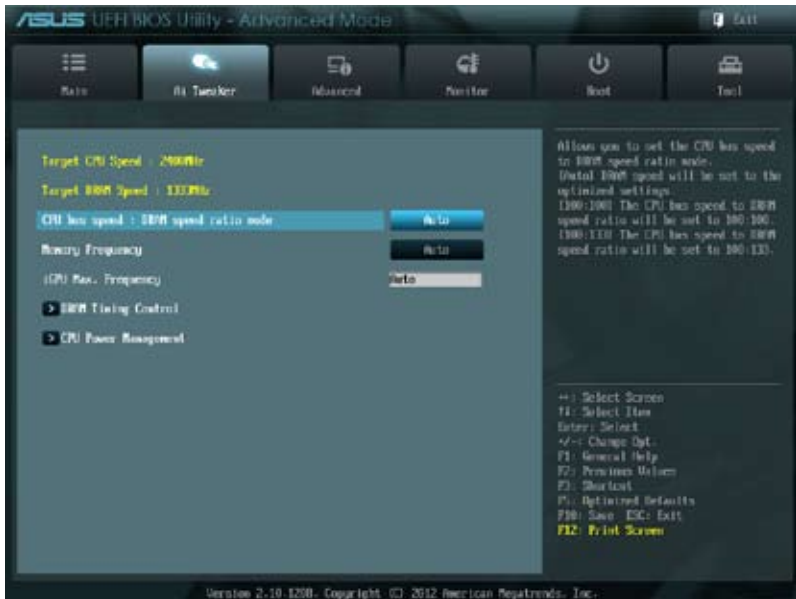 ASUS UEFI BIOS Utility - Advanced Mode
Exit
Main
Ai Tweaker
Advanced
Monitor
Boot
Tool
Target CPU Speed : 2400MHz
Target DRAM Speed : 1333MHz
CPU bus speed : DRAM speed ratio mode
Auto
Memory Frequency
Auto
iGPU Max. Frequency
Auto
> DRAM Timing Control
> CPU Power Management
Allows you to set the CPU bus speed
to DRAM speed ratio mode.
[Auto] DRAM speed will be set to the
optimized settings.
[100:100] The CPU bus speed to DRAM
speed ratio will be set to 100:100.
[100:133] The CPU bus speed to DRAM
speed ratio will be set to 100:133.
→←: Select Screen
↑↓: Select Item
Enter: Select
+/-: Change Opt.
F1: General Help
F2: Previous Values
F3: Shortcut
F5: Optimized Defaults
F10: Save ESC: Exit
F12: Print Screen
Version 2.10.1208. Copyright (C) 2012 American Megatrends, Inc.